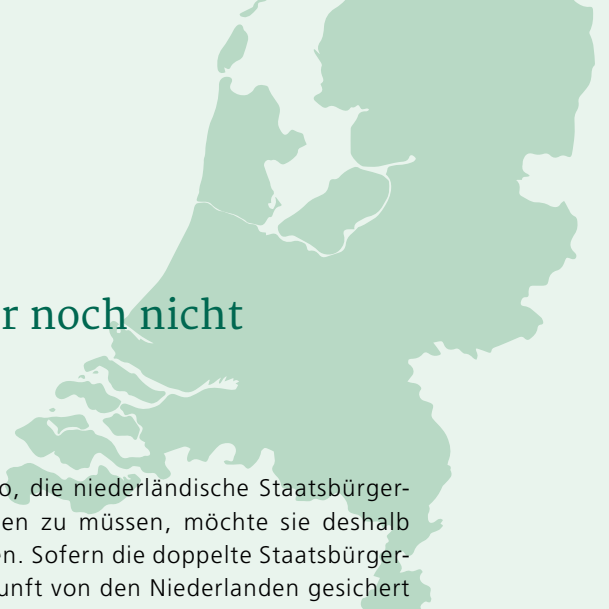 r noch nicht
o, die niederländische Staatsbürger-
en zu müssen, möchte sie deshalb
en. Sofern die doppelte Staatsbürger-
unft von den Niederlanden gesichert